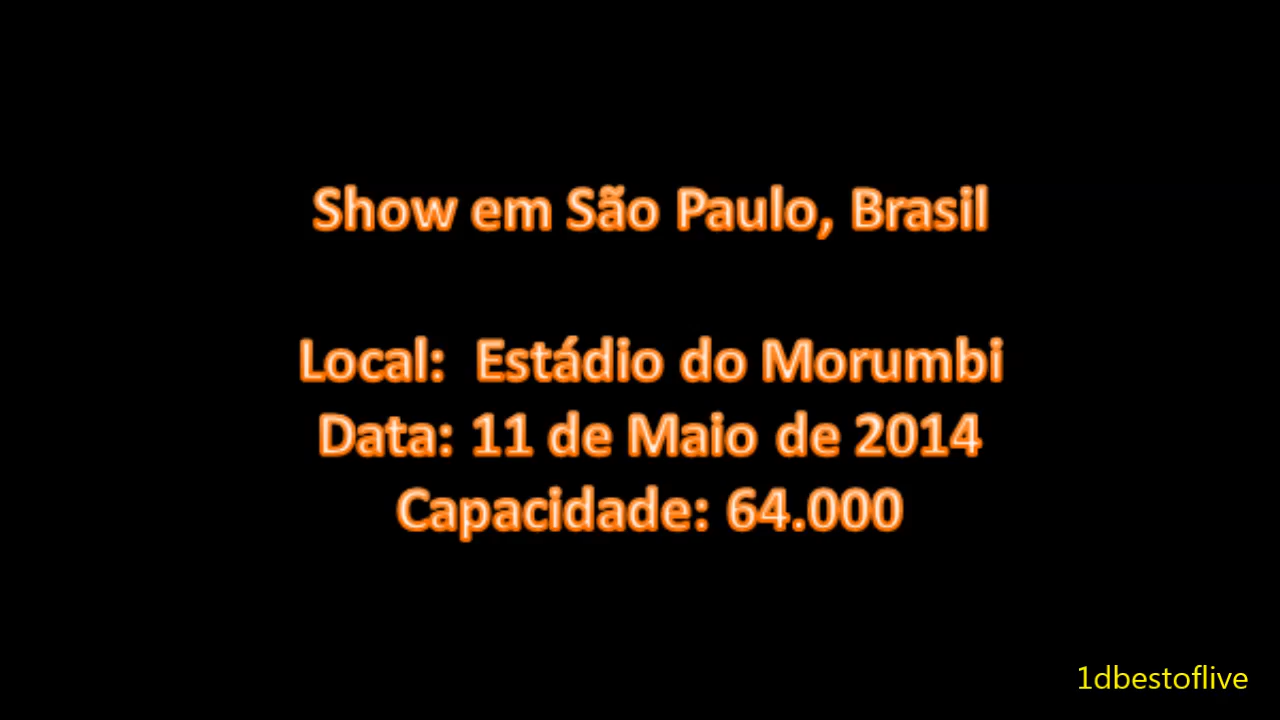 Show em São Paulo, Brasil
Local: Estádio do Morumbi
Data: 11 de Maio de 2014
Capacidade: 64.000
1dbestoflive